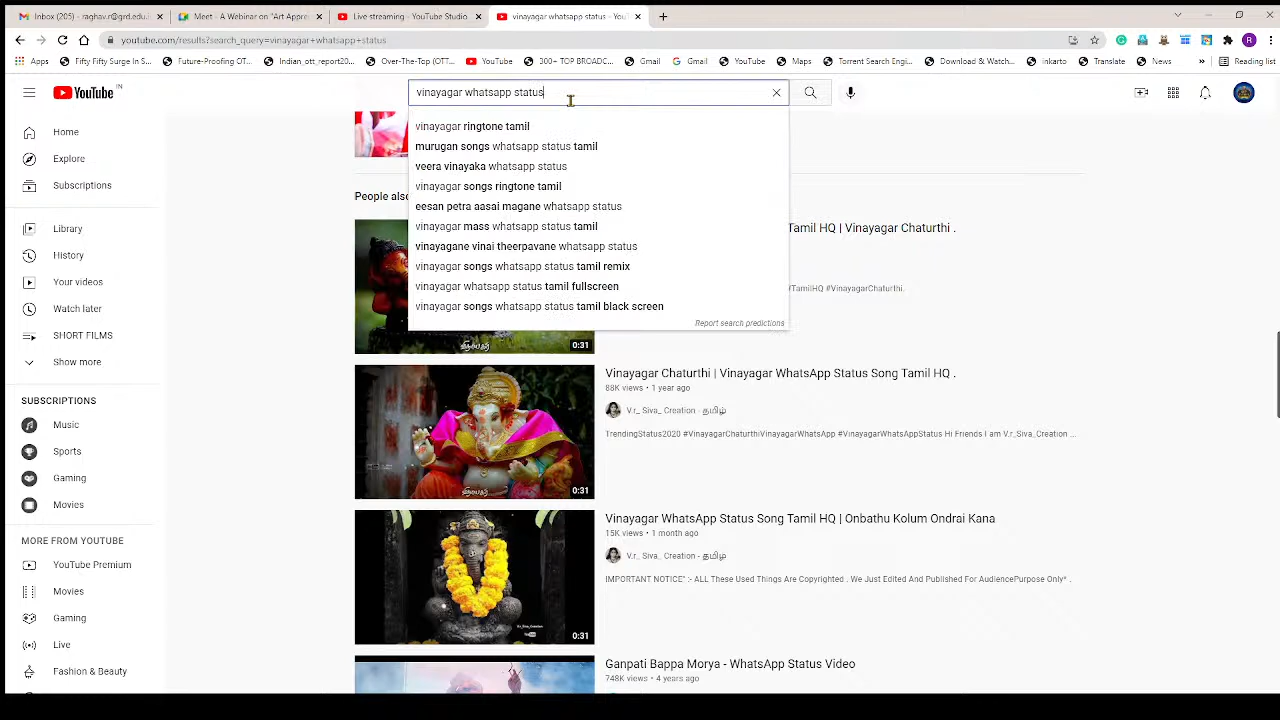 Inbox (205) - raghav.r@grd.edu.i
Meet - A Webinar on "Art Apprec
Live streaming - YouTube Studio
vinayagar whatsapp status - You
youtube.com/results?search_query=vinayagar+whatsapp+status
Apps
Fifty Fifty Surge In S...
Future-Proofing OT...
Indian_ott_report20...
Over-The-Top (OTT...
YouTube
300+ TOP BROADC...
Gmail
Gmail
YouTube
Maps
Torrent Search Engi...
Download & Watch...
Inkarto
Translate
News
Reading list
YouTube IN
vinayagar whatsapp status
R
vinayagar ringtone tamil
murugan songs whatsapp status tamil
veera vinayaka whatsapp status
vinayagar songs ringtone tamil
eesan petra aasai magane whatsapp status
vinayagar mass whatsapp status tamil
vinayagane vinai theerpavane whatsapp status
vinayagar songs whatsapp status tamil remix
vinayagar whatsapp status tamil fullscreen
vinayagar songs whatsapp status tamil black screen
Report search predictions
Home
Explore
Subscriptions
Library
History
Your videos
Watch later
SHORT FILMS
Show more
SUBSCRIPTIONS
Music
Sports
Gaming
Movies
MORE FROM YOUTUBE
YouTube Premium
Movies
Gaming
Live
Fashion & Beauty
People also
Tamil HQ | Vinayagar Chaturthi .
TamilHQ #VinayagarChaturthi.
0:31
Vinayagar Chaturthi | Vinayagar WhatsApp Status Song Tamil HQ .
88K views • 1 year ago
V.r_ Siva_ Creation - தமிழ்
TrendingStatus2020 #VinayagarChaturthiVinayagarWhatsApp #VinayagarWhatsAppStatus Hi Friends I am V.r_Siva_Creation ...
0:31
Vinayagar WhatsApp Status Song Tamil HQ | Onbathu Kolum Ondrai Kana
15K views • 1 month ago
V.r_ Siva_ Creation - தமிழ்
IMPORTANT NOTICE" :- ALL These Used Things Are Copyrighted . We Just Edited And Published For AudiencePurpose Only* .
0:31
Ganpati Bappa Morya - WhatsApp Status Video
748K views • 4 years ago